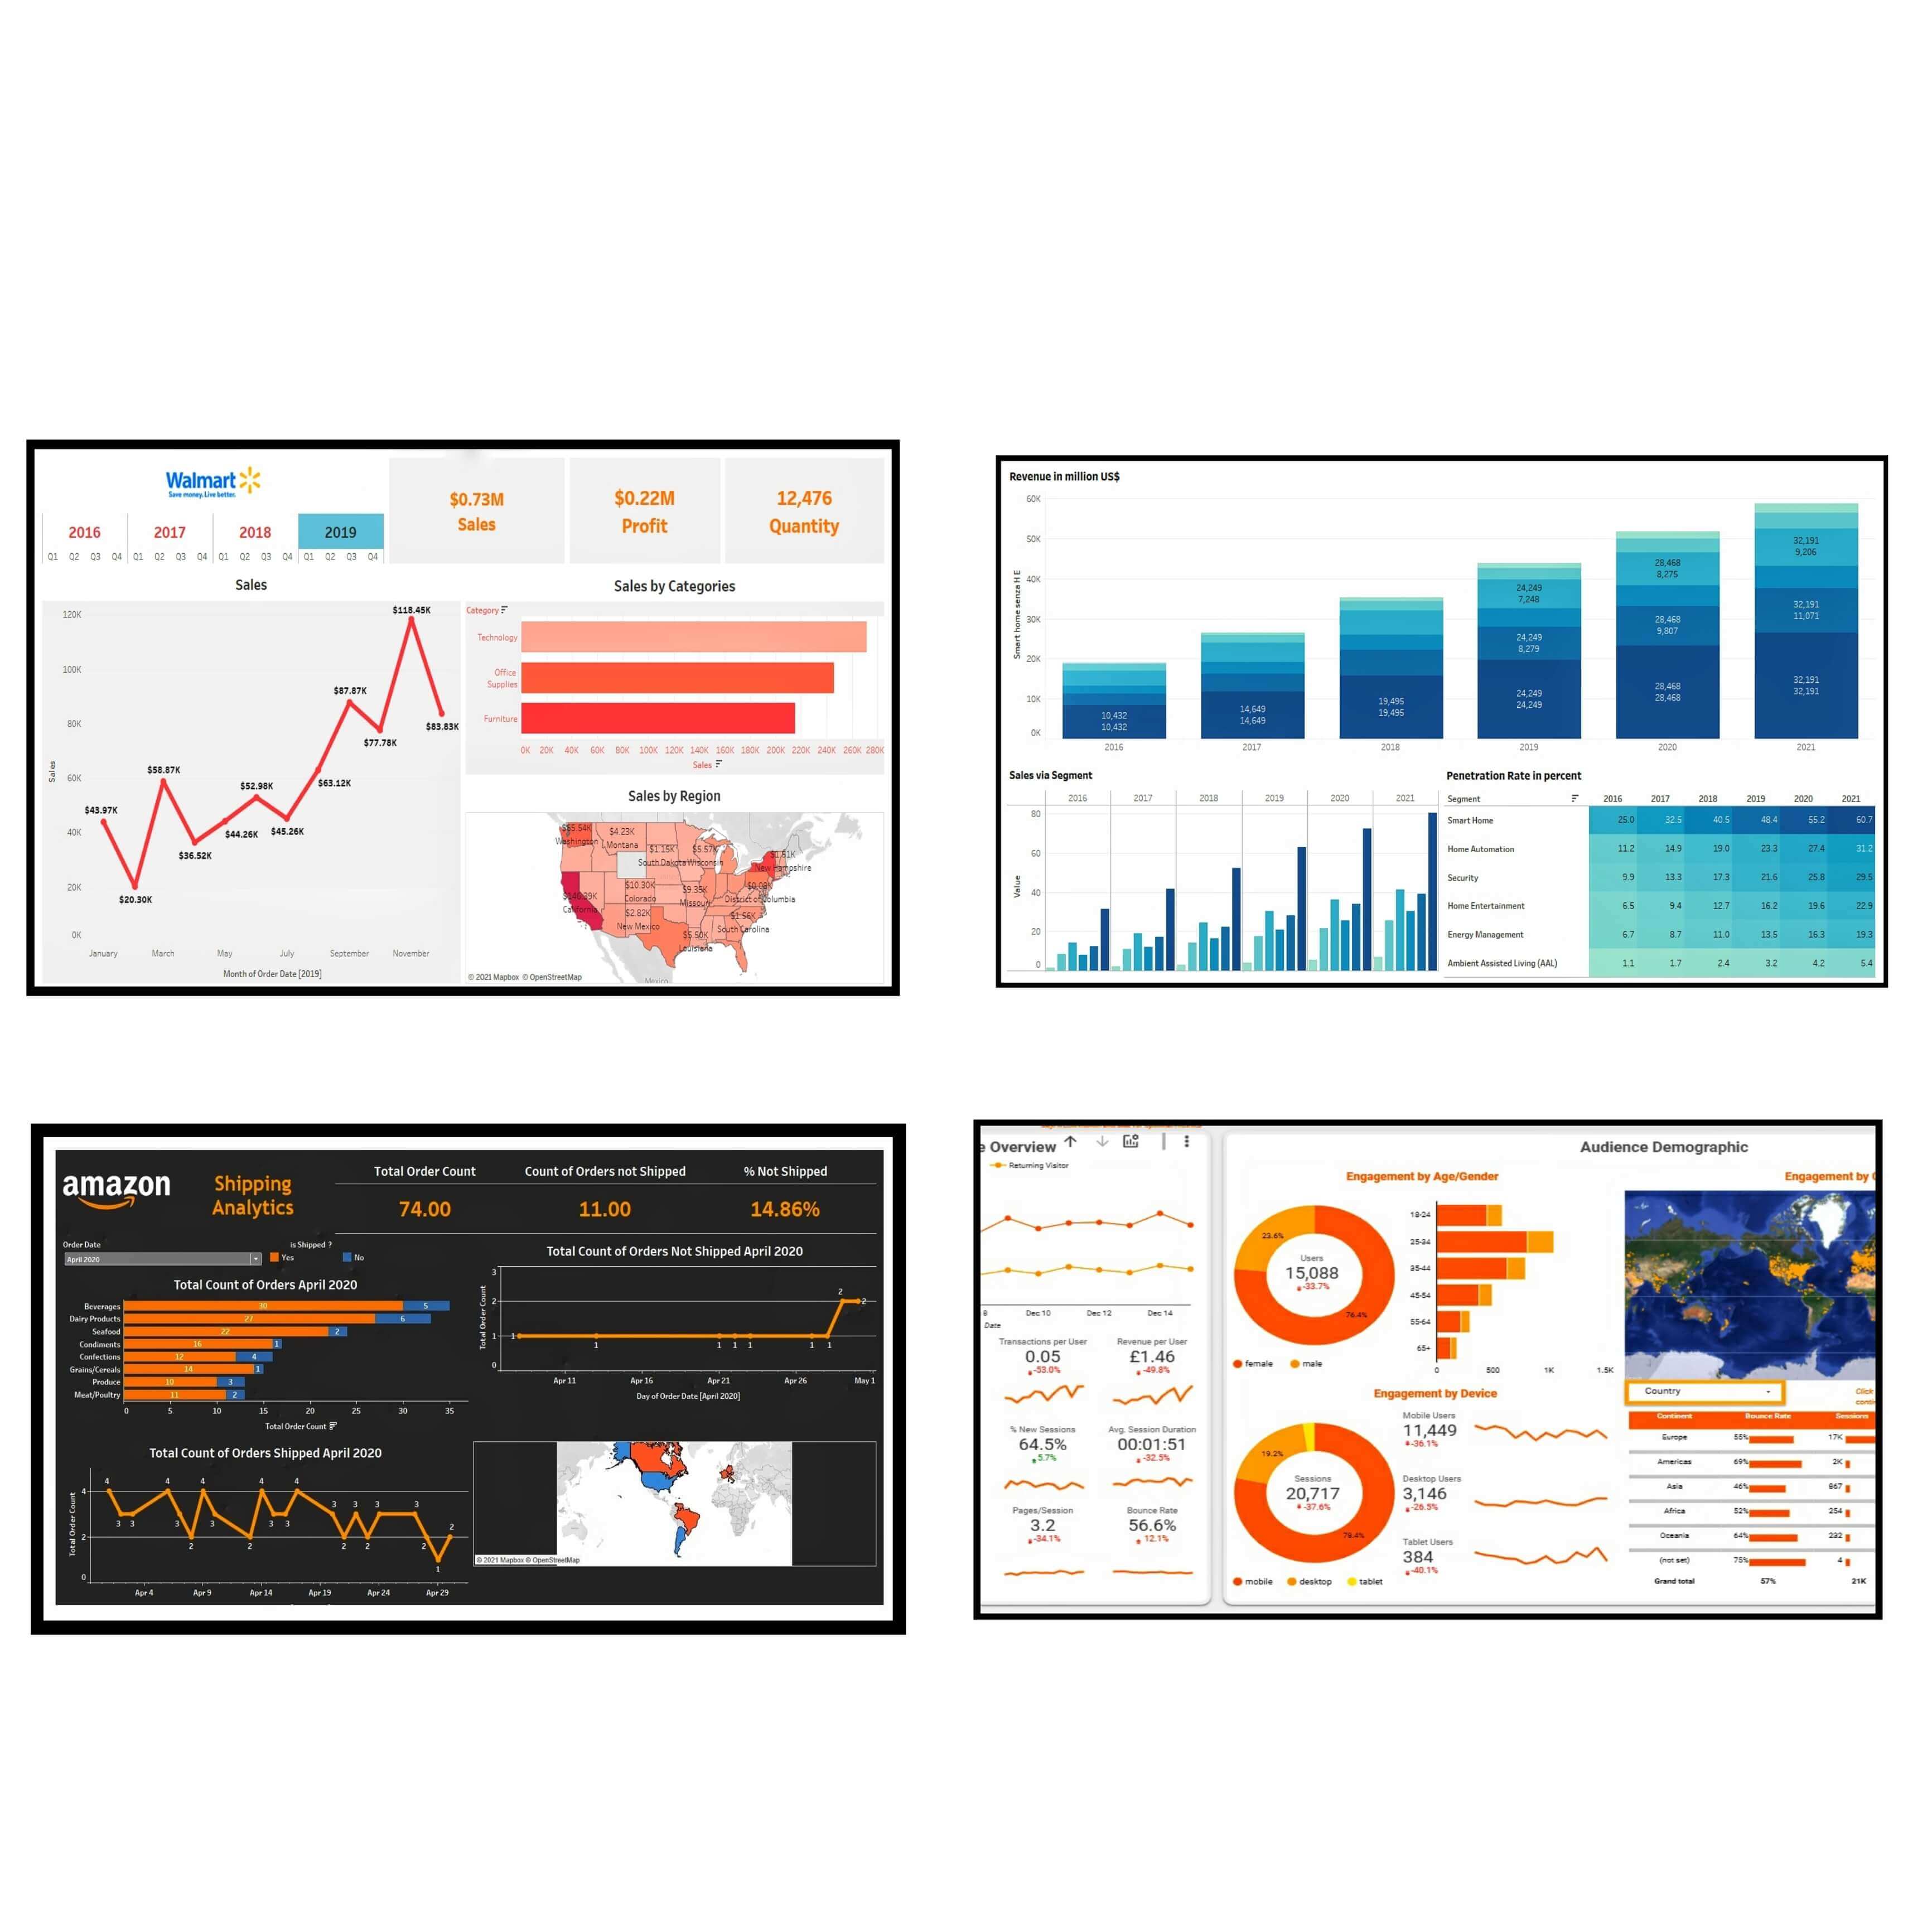 Walmart
Save money. Live better.
2016 2017 2018 2019
Q1 Q2 Q3 Q4 Q1 Q2 Q3 Q4 Q1 Q2 Q3 Q4 Q1 Q2 Q3 Q4
$0.73M
Sales
$0.22M
Profit
12,476
Quantity
Sales
Sales
120K
100K
80K
60K
40K
20K
0K
$43.97K
$20.30K
$58.87K
$36.52K
$44.26K
$52.98K
$45.26K
$63.12K
$87.87K
$77.78K
$118.45K
$83.83K
January March May July September November
Month of Order Date [2019]
Sales by Categories
Category
Technology
Office
Supplies
Furniture
0K 20K 40K 60K 80K 100K 120K 140K 160K 180K 200K 220K 240K 260K 280K
Sales
Sales by Region
Washington
$4.23K
Montana
$1.15K
South Dakota
$5.57K
Wisconsin
New Hampshire
$10.30K
Colorado
$9.35K
Missouri
District of Columbia
California
$2.82K
New Mexico
$1.56K
South Carolina
$5.50K
Louisiana
Mexico
© 2021 Mapbox © OpenStreetMap
Revenue in million US$
Smart home senza H E
60K
50K
40K
30K
20K
10K
0K
10,432
10,432
14,649
14,649
19,495
19,495
24,249
7,248
24,249
8,279
24,249
24,249
28,468
8,275
28,468
9,807
28,468
28,468
32,191
9,206
32,191
11,071
32,191
32,191
2016 2017 2018 2019 2020 2021
Sales via Segment
2016 2017 2018 2019 2020 2021
Value
80
60
40
20
0
Penetration Rate in percent
Segment 2016 2017 2018 2019 2020 2021
Smart Home 25.0 32.5 40.5 48.4 55.2 60.7
Home Automation 11.2 14.9 19.0 23.3 27.4 31.2
Security 9.9 13.3 17.3 21.6 25.8 29.5
Home Entertainment 6.5 9.4 12.7 16.2 19.6 22.9
Energy Management 6.7 8.7 11.0 13.5 16.3 19.3
Ambient Assisted Living (AAL) 1.1 1.7 2.4 3.2 4.2 5.4
amazon
Shipping
Analytics
Total Order Count Count of Orders not Shipped % Not Shipped
74.00 11.00 14.86%
Order Date
April 2020
is Shipped ?
Yes No
Total Count of Orders April 2020
Beverages 30 5
Dairy Products 27 6
Seafood 22 2
Condiments 16 1
Confections 12 4
Grains/Cereals 14 1
Produce 10 3
Meat/Poultry 11 2
0 5 10 15 20 25 30 35
Total Order Count
Total Count of Orders Not Shipped April 2020
Total Order Count
3
2
1
0
1 1 1 1 1 1 1 2 2
Apr 11 Apr 16 Apr 21 Apr 26 May 1
Day of Order Date [April 2020]
Total Count of Orders Shipped April 2020
Total Order Count
4
2
0
4 3 3 4 3 2 4 3 2 4 3 3 4 3 2 3 2 3 3 2 1 2
Apr 4 Apr 9 Apr 14 Apr 19 Apr 24 Apr 29
© 2021 Mapbox © OpenStreetMap
e Overview
Returning Visitor
8 Dec 10 Dec 12 Dec 14
Date
Transactions per User Revenue per User
0.05 £1.46
-53.0% -49.8%
% New Sessions Avg. Session Duration
64.5% 00:01:51
5.7% -32.5%
Pages/Session Bounce Rate
3.2 56.6%
-34.1% 12.1%
Audience Demographic
Engagement by Age/Gender
23.6%
Users
15,088
-33.7%
76.4%
female male
18-24
25-34
35-44
45-54
55-64
65+
0 500 1K 1.5K
Engagement by Device
19.2%
Sessions
20,717
-37.6%
78.4%
mobile desktop tablet
Mobile Users
11,449
-36.1%
Desktop Users
3,146
-26.5%
Tablet Users
384
-40.1%
Engagement by
Country
Click
Continent Bounce Rate Sessions
Europe 55% 17K
Americas 69% 2K
Asia 46% 867
Africa 52% 254
Oceania 64% 232
(not set) 75% 4
Grand total 57% 21K